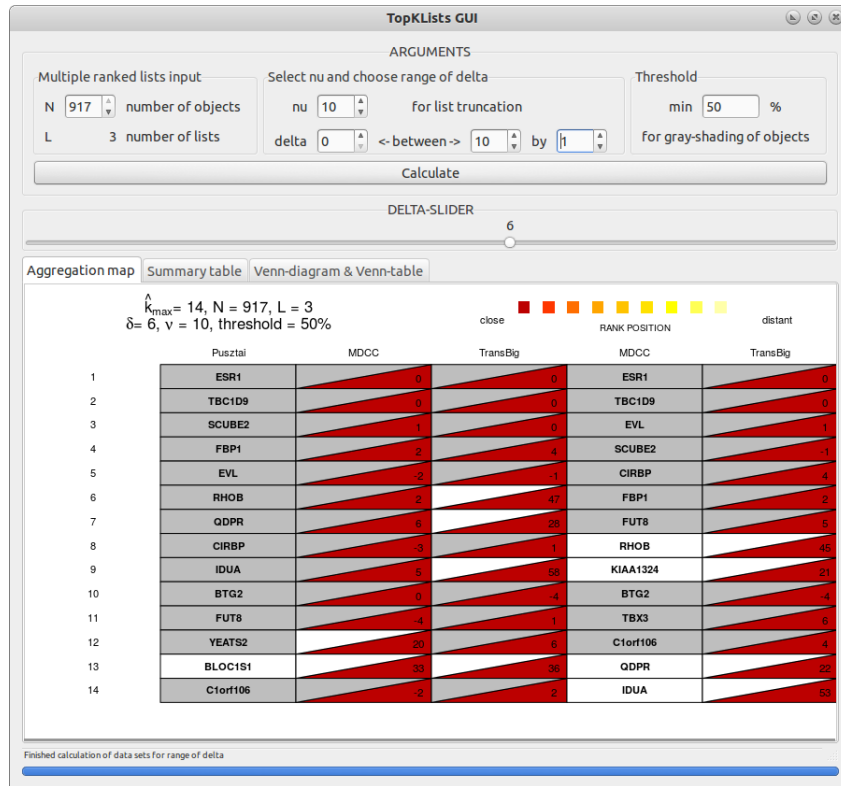 TopKLists GUI
ARGUMENTS
Multiple ranked lists input Select nu and choose range of delta Threshold
N 917 number of objects nu 10 for list truncation min 50 %
L 3 number of lists delta 0 <- between -> 10 by 1 for gray-shading of objects
Calculate
DELTA-SLIDER
6
Aggregation map Summary table Venn-diagram & Venn-table
k̂max= 14, N = 917, L = 3
δ= 6, ν = 10, threshold = 50%
close RANK POSITION distant
Pusztai MDCC TransBig MDCC TransBig
1 ESR1 0 0 ESR1 0
2 TBC1D9 0 0 TBC1D9 0
3 SCUBE2 1 0 EVL 1
4 FBP1 2 4 SCUBE2 -1
5 EVL -2 -1 CIRBP 4
6 RHOB 2 47 FBP1 2
7 QDPR 6 28 FUT8 5
8 CIRBP -3 1 RHOB 45
9 IDUA 5 58 KIAA1324 21
10 BTG2 0 -4 BTG2 -4
11 FUT8 -4 1 TBX3 6
12 YEATS2 20 6 C1orf106 4
13 BLOC1S1 33 36 QDPR 22
14 C1orf106 -2 2 IDUA 53
Finished calculation of data sets for range of delta